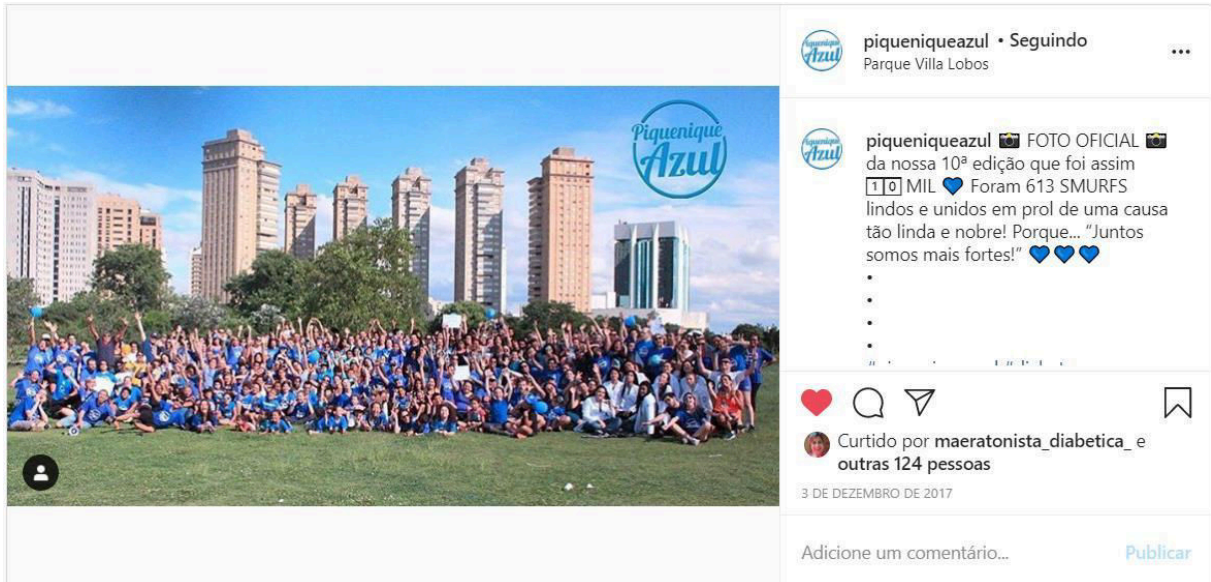 Piquenique
Azul
piqueniqueazul • Seguindo
Parque Villa Lobos
piqueniqueazul 📷 FOTO OFICIAL 📷
da nossa 10ª edição que foi assim
1 0 MIL 💙 Foram 613 SMURFS
lindos e unidos em prol de uma causa
tão linda e nobre! Porque... “Juntos
somos mais fortes!” 💙 💙 💙
•
•
•
•
Curtido por maeratonista_diabetica_ e
outras 124 pessoas
3 DE DEZEMBRO DE 2017
Adicione um comentário...
Publicar